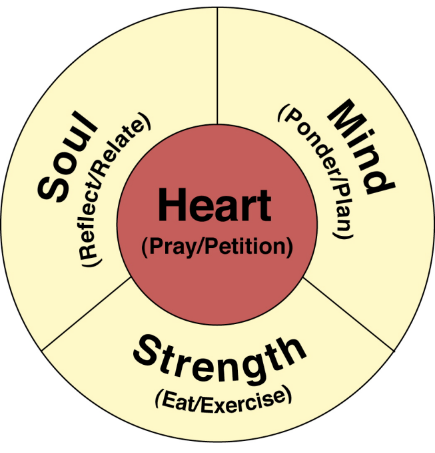 Soul
(Reflect/Relate)
Mind
(Ponder/Plan)
Heart
(Pray/Petition)
Strength
(Eat/Exercise)